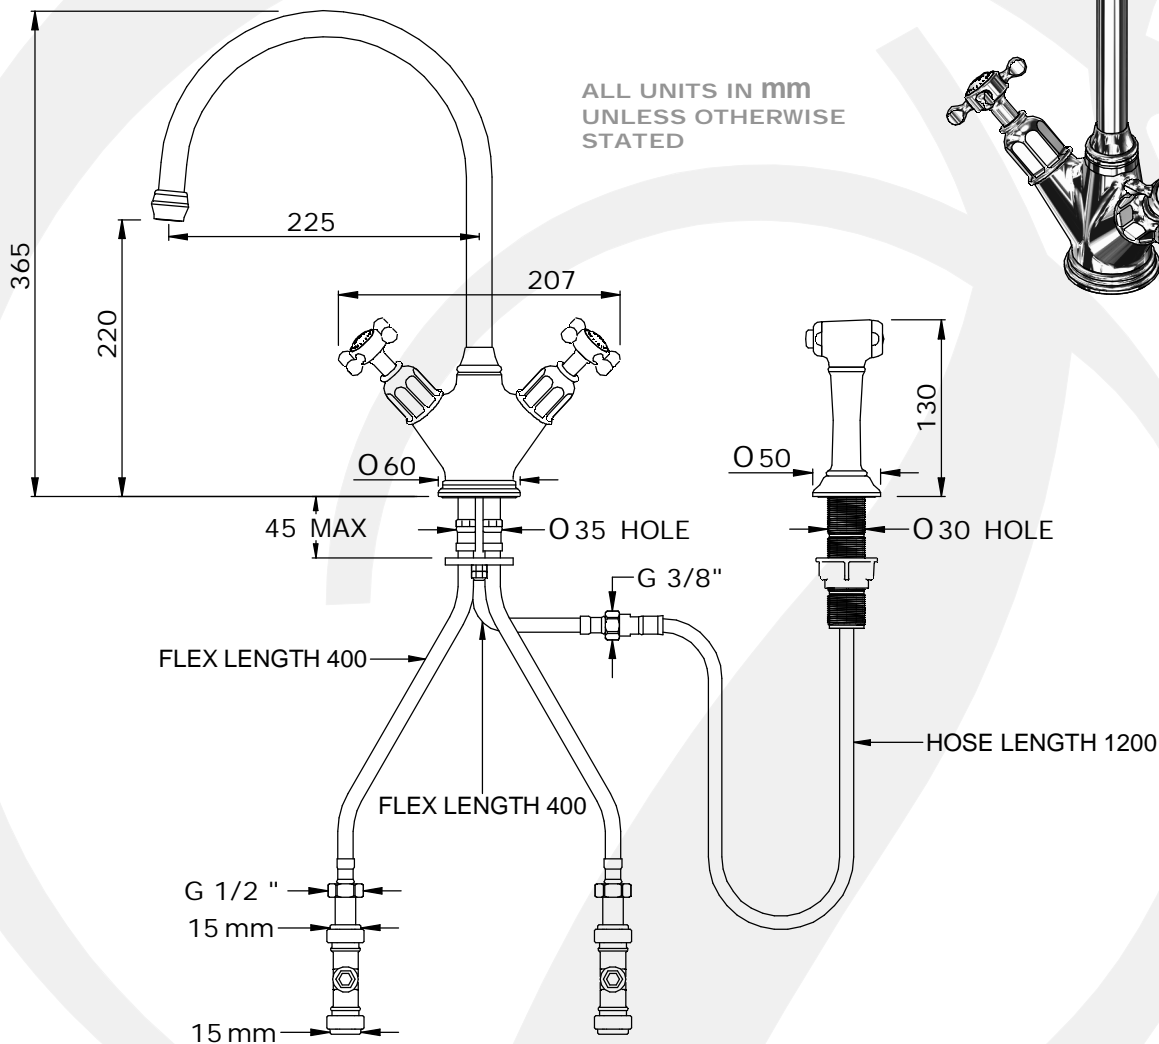 ALL UNITS IN mm
UNLESS OTHERWISE
STATED
225
365
207
220
130
O 60
O 50
45 MAX
O 35 HOLE
O 30 HOLE
G 3/8"
FLEX LENGTH 400
HOSE LENGTH 1200
FLEX LENGTH 400
G 1/2 "
15 mm
15 mm